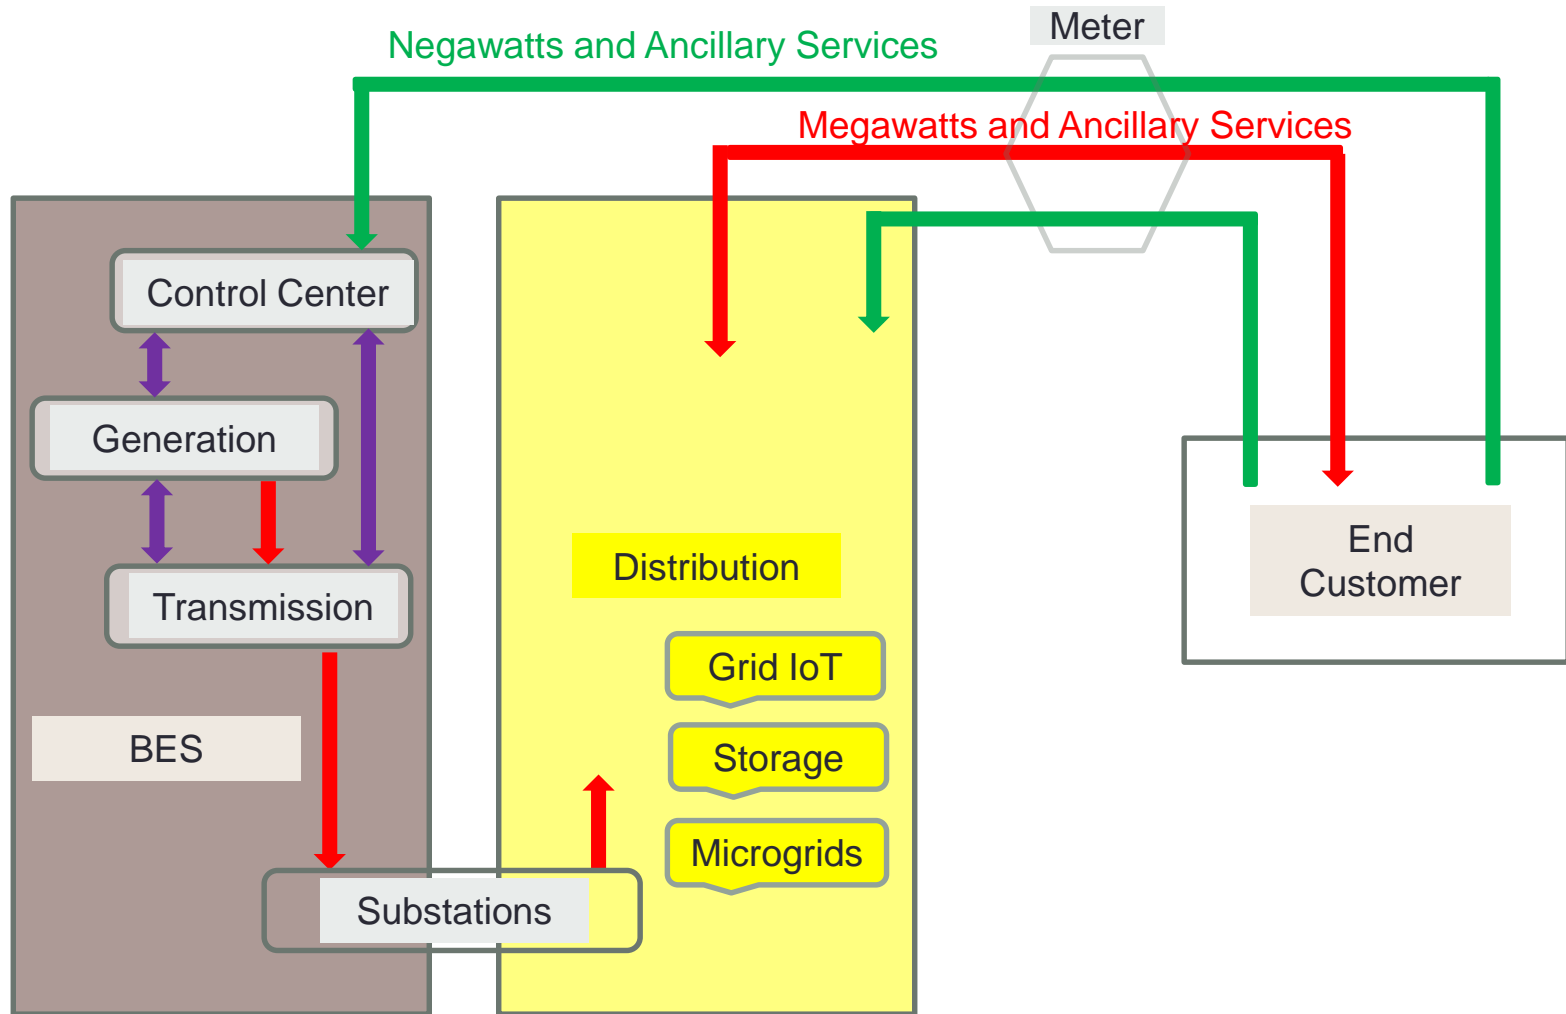 Meter
Negawatts and Ancillary Services
Megawatts and Ancillary Services
Control Center
Generation
Transmission
BES
Substations
Distribution
Grid IoT
Storage
Microgrids
End
Customer